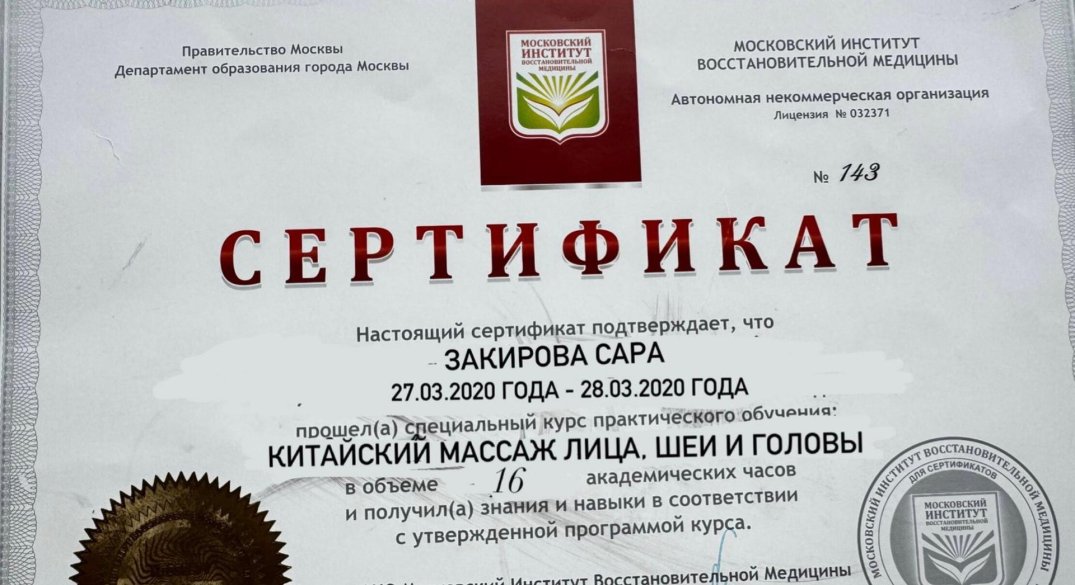 Правительство Москвы
Департамент образования города Москвы
МОСКОВСКИЙ
ИНСТИТУТ
ВОССТАНОВИТЕЛЬНОЙ
МЕДИЦИНЫ
МОСКОВСКИЙ ИНСТИТУТ
ВОССТАНОВИТЕЛЬНОЙ МЕДИЦИНЫ
Автономная некоммерческая организация
Лицензия № 032371
№ 143
СЕРТИФИКАТ
Настоящий сертификат подтверждает, что
ЗАКИРОВА САРА
27.03.2020 ГОДА - 28.03.2020 ГОДА
прошел(а) специальный курс практического обучения:
КИТАЙСКИЙ МАССАЖ ЛИЦА, ШЕИ И ГОЛОВЫ
в объеме 16 академических часов
и получил(а) знания и навыки в соответствии
с утвержденной программой курса.
Московский Институт Восстановительной Медицины
МОСКОВСКИЙ ИНСТИТУТ ВОССТАНОВИТЕЛЬНОЙ МЕДИЦИНЫ
ДЛЯ СЕРТИФИКАТОВ
МОСКОВСКИЙ
ИНСТИТУТ
ВОССТАНОВИТЕЛЬНОЙ
МЕДИЦИНЫ